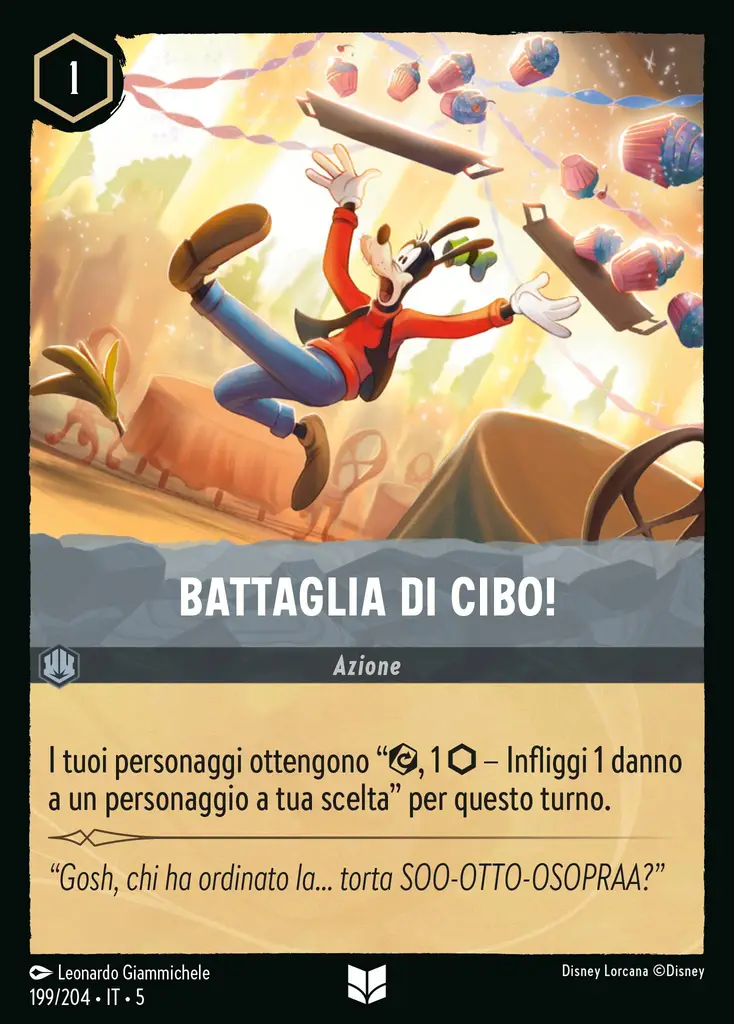 1
BATTAGLIA DI CIBO!
Azione
I tuoi personaggi ottengono “⟳, 1 ⬡ – Infliggi 1 danno
a un personaggio a tua scelta” per questo turno.
“Gosh, chi ha ordinato la... torta SOO-OTTO-OSOPRAA?”
Leonardo Giammichele
Disney Lorcana ©Disney
199/204 • IT • 5